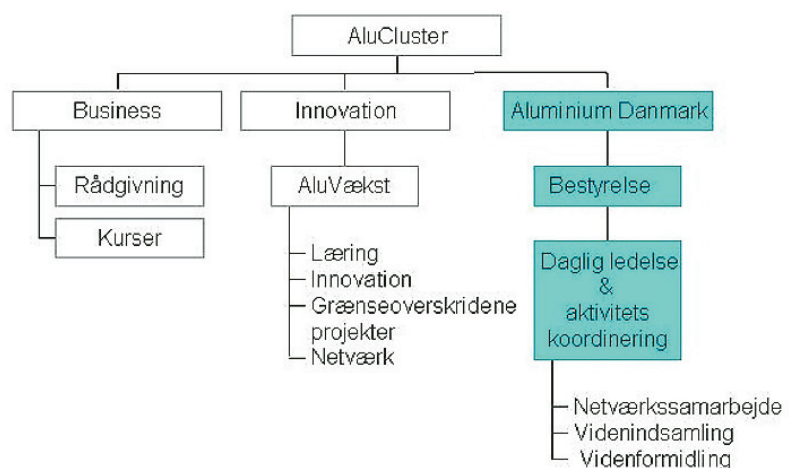 AluCluster
Business
Innovation
Aluminium Danmark
Rådgivning
Kurser
AluVækst
Læring
Innovation
Grænseoverskridene
projekter
Netværk
Bestyrelse
Daglig ledelse
&
aktivitets
koordinering
Netværkssamarbejde
Videnindsamling
Videnformidling